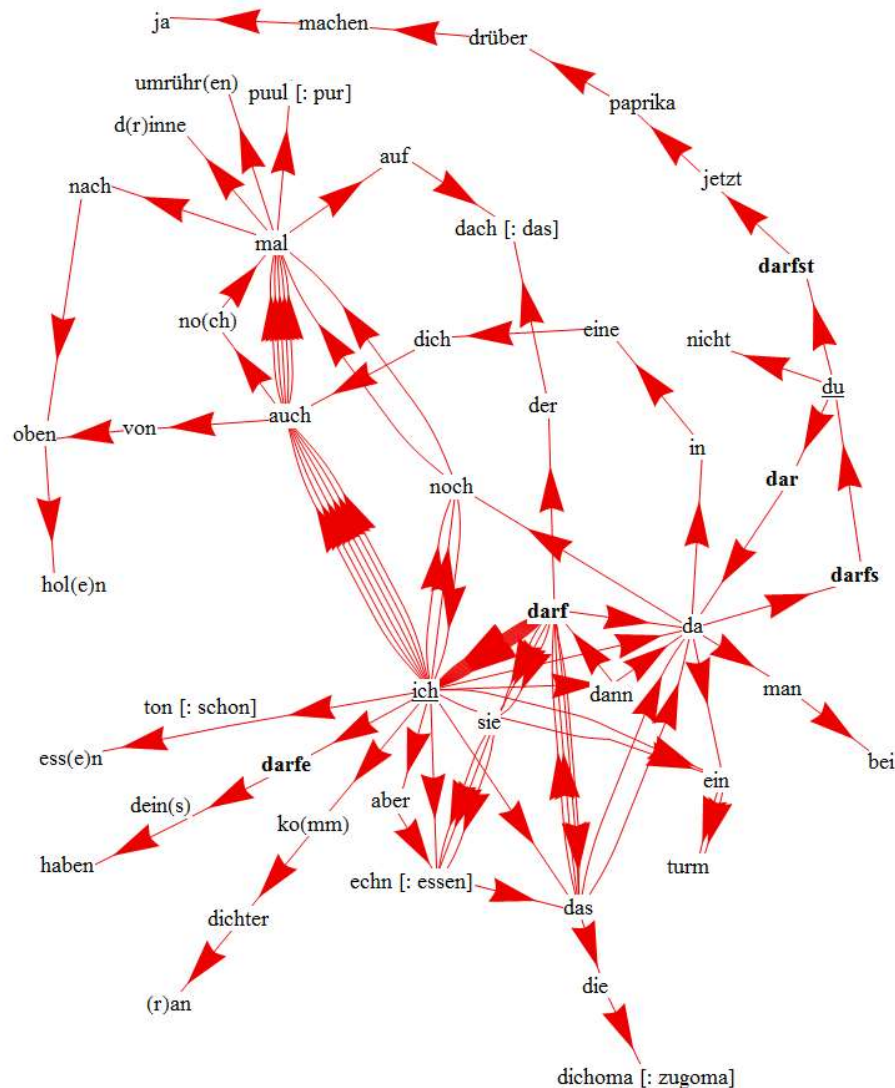 ja
machen
drüber
umrühr(en)
puul [: pur]
paprika
d(r)inne
auf
nach
jetzt
dach [: das]
mal
darfst
no(ch)
dich
eine
nicht
du
auch
der
oben
von
in
noch
dar
hol(e)n
darf
darfs
da
ich
dann
man
ton [: schon]
sie
ess(e)n
darfe
bei
aber
ein
dein(s)
ko(mm)
haben
echn [: essen]
turm
dichter
das
die
(r)an
dichoma [: zugoma]